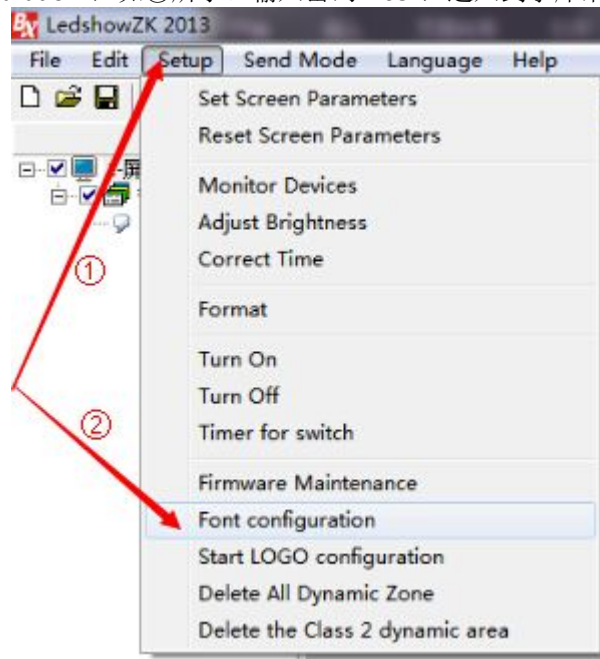 LedshowZK 2013
File Edit Setup Send Mode Language Help
Set Screen Parameters
Reset Screen Parameters
屏
Monitor Devices
Adjust Brightness
Correct Time
①
Format
Turn On
Turn Off
②
Timer for switch
Firmware Maintenance
Font configuration
Start LOGO configuration
Delete All Dynamic Zone
Delete the Class 2 dynamic area